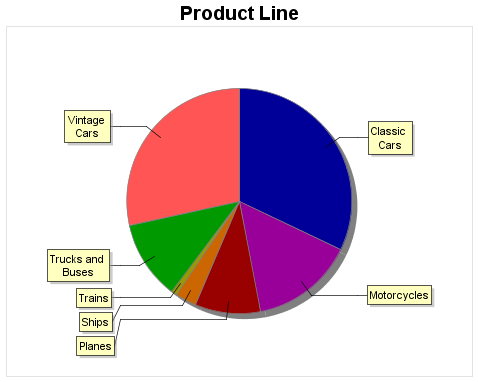 Product Line
Vintage
Cars
Classic
Cars
Trucks and
Buses
Trains
Motorcycles
Ships
Planes